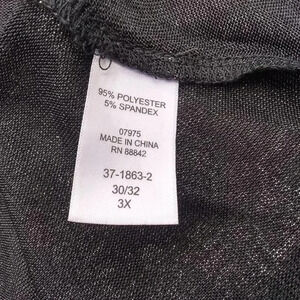 95% POLYESTER
5% SPANDEX
07975
MADE IN CHINA
RN 88842
37-1863-2
30/32
3X